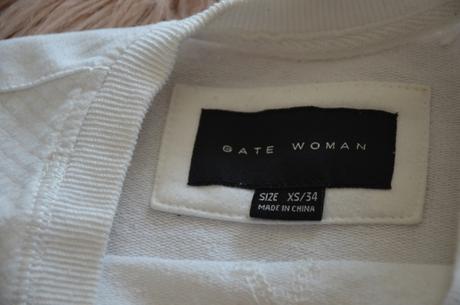 GATE WOMAN
SIZE XS/34
MADE IN CHINA